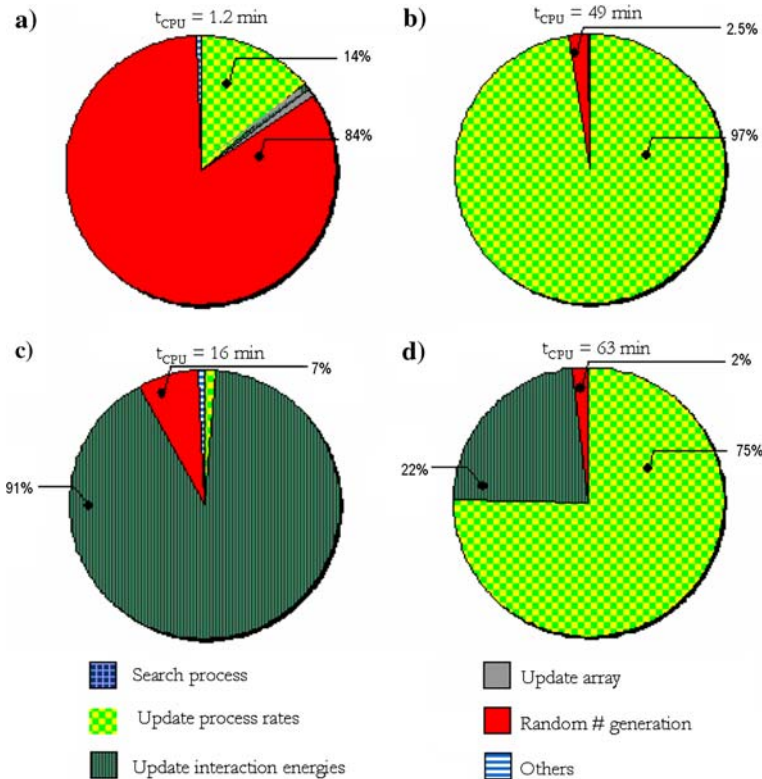 a)
t_CPU = 1.2 min
14%
84%
b)
t_CPU = 49 min
2.5%
97%
c)
t_CPU = 16 min
7%
91%
d)
t_CPU = 63 min
2%
22%
75%
Search process
Update process rates
Update interaction energies
Update array
Random # generation
Others